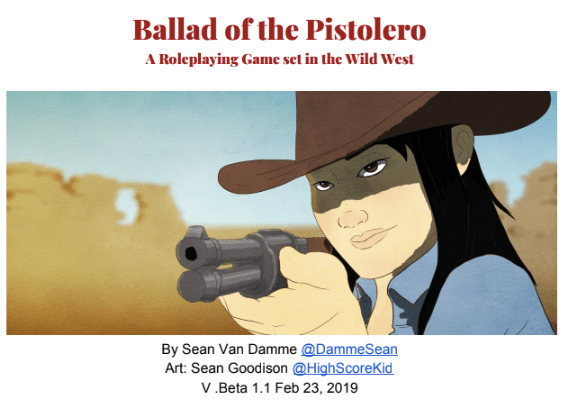 Ballad of the Pistolero
A Roleplaying Game set in the Wild West
By Sean Van Damme @DammeSean
Art: Sean Goodison @HighScoreKid
V .Beta 1.1 Feb 23, 2019